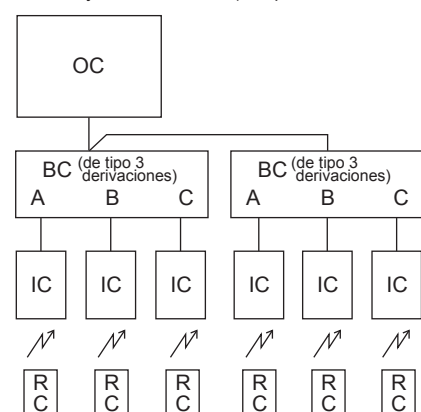 OC
BC (de tipo 3 derivaciones)
A B C
BC (de tipo 3 derivaciones)
A B C
IC IC IC IC IC IC
R R R R R R
C C C C C C